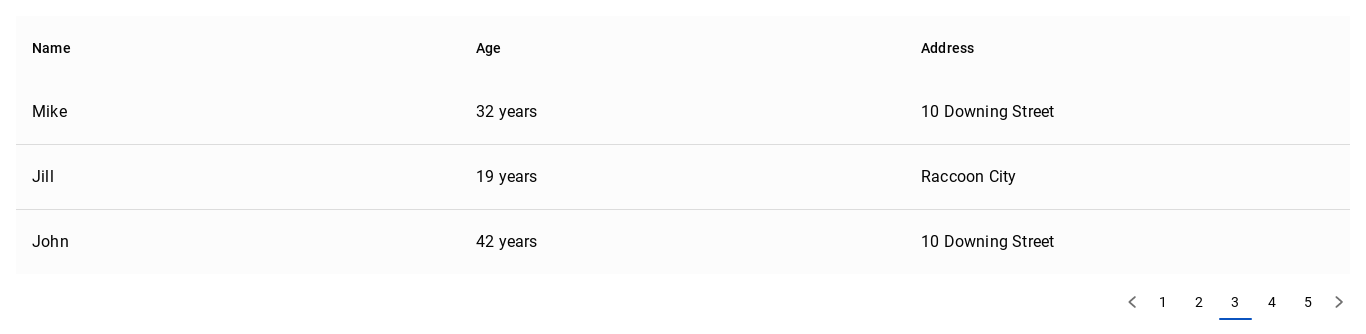 Name Age Address
Mike 32 years 10 Downing Street
Jill 19 years Raccoon City
John 42 years 10 Downing Street
1 2 3 4 5